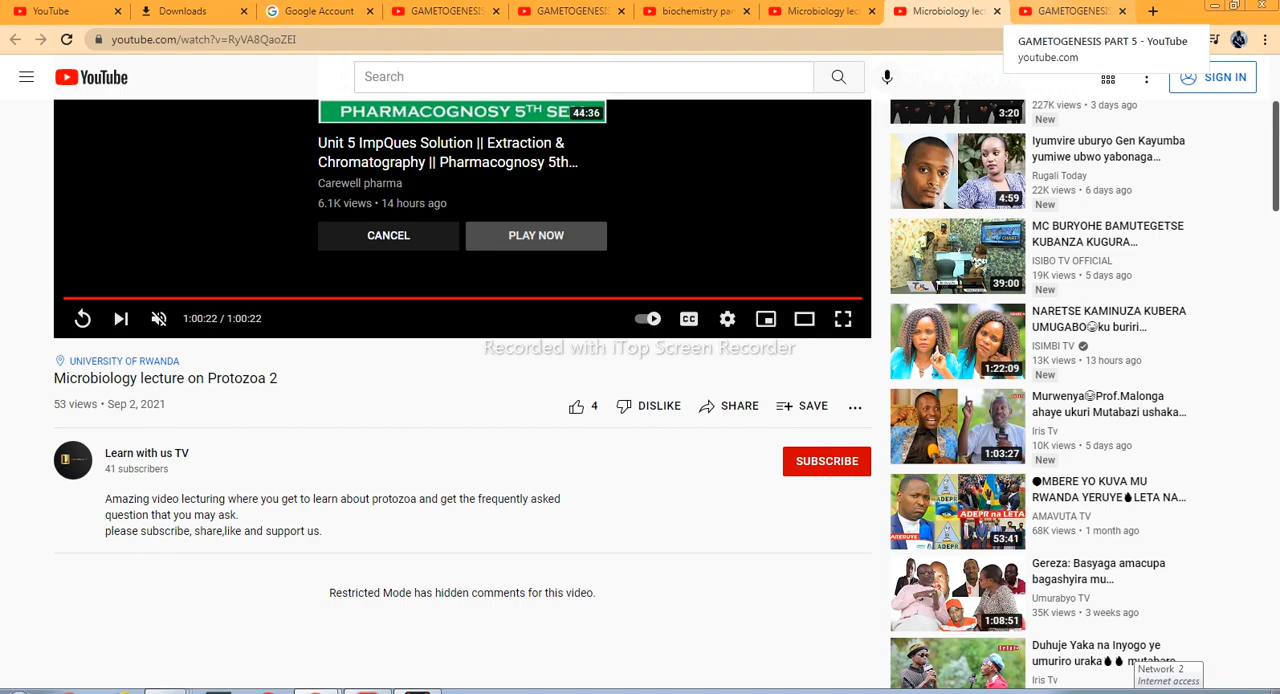 YouTube
Downloads
Google Account
GAMETOGENESIS
GAMETOGENESIS
biochemistry par
Microbiology lec
Microbiology lec
GAMETOGENESIS
youtube.com/watch?v=RyVA8QaoZEI
GAMETOGENESIS PART 5 - YouTube
youtube.com
YouTube
Search
SIGN IN
PHARMACOGNOSY 5TH SE
44:36
Unit 5 ImpQues Solution || Extraction &
Chromatography || Pharmacognosy 5th...
Carewell pharma
6.1K views • 14 hours ago
CANCEL
PLAY NOW
1:00:22 / 1:00:22
CC
Recorded with iTop Screen Recorder
UNIVERSITY OF RWANDA
Microbiology lecture on Protozoa 2
53 views • Sep 2, 2021
4
DISLIKE
SHARE
SAVE
Learn with us TV
41 subscribers
SUBSCRIBE
Amazing video lecturing where you get to learn about protozoa and get the frequently asked
question that you may ask.
please subscribe, share,like and support us.
Restricted Mode has hidden comments for this video.
3:20
227K views • 3 days ago
New
4:59
Iyumvire uburyo Gen Kayumba
yumiwe ubwo yabonaga...
Rugali Today
22K views • 6 days ago
New
39:00
MC BURYOHE BAMUTEGETSE
KUBANZA KUGURA...
ISIBO TV OFFICIAL
19K views • 5 days ago
New
1:22:09
NARETSE KAMINUZA KUBERA
UMUGABO😭ku buriri...
ISIMBI TV
13K views • 13 hours ago
New
1:03:27
Murwenya😂Prof.Malonga
ahaye ukuri Mutabazi ushaka...
Iris Tv
10K views • 5 days ago
New
ADEPR na LETA
ADEPR
53:41
⚫MBERE YO KUVA MU
RWANDA YERUYE💧LETA NA...
AMAVUTA TV
68K views • 1 month ago
1:08:51
Gereza: Basyaga amacupa
bagashyira mu...
Umurabyo TV
35K views • 3 weeks ago
Duhuje Yaka na Inyogo ye
umuriro uraka💧💧 mutabare
Iris Tv
Network 2
Internet access